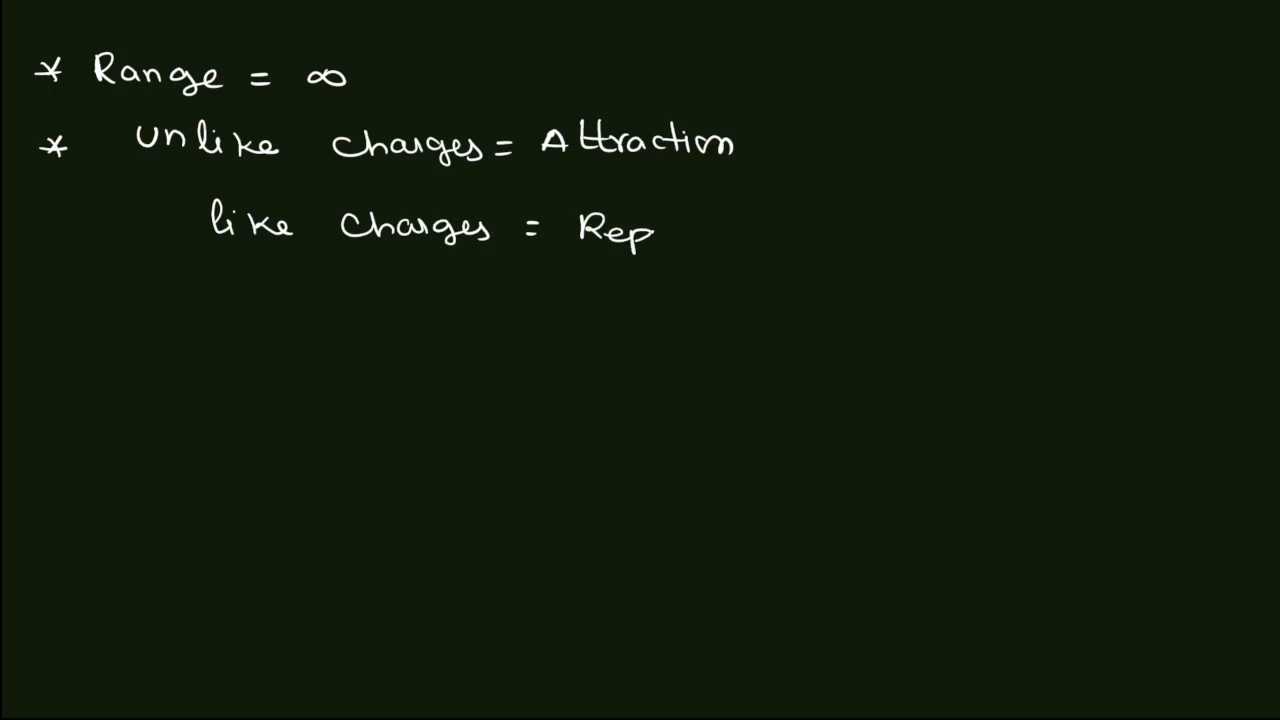 * Range = ∞
* unlike charges = Attraction
like charges = Rep